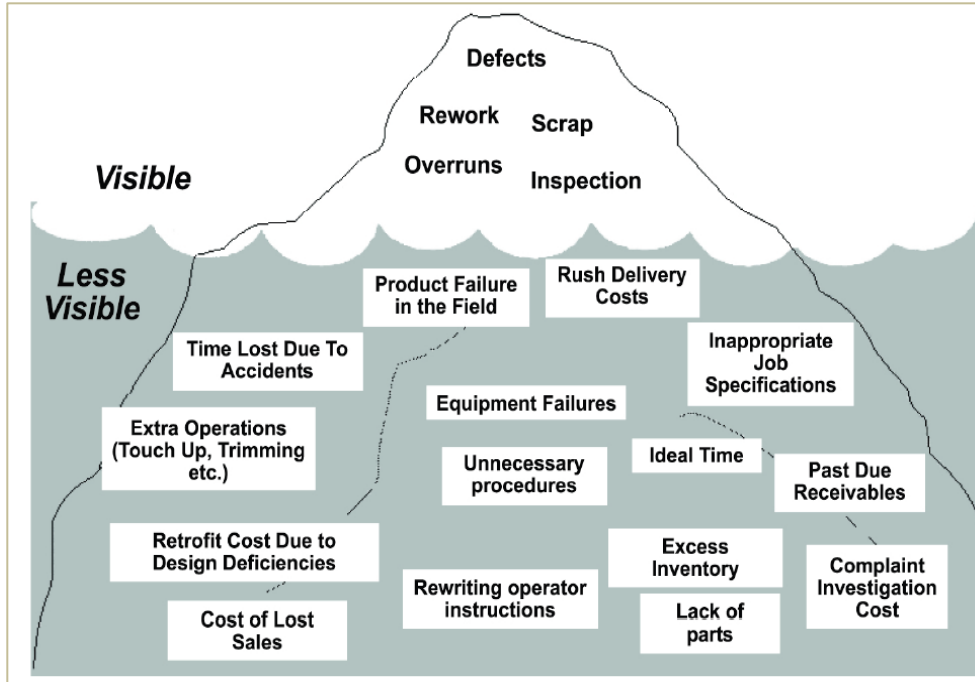 Defects
Rework
Scrap
Overruns
Inspection
Visible
Less
Visible
Product Failure
in the Field
Rush Delivery
Costs
Time Lost Due To
Accidents
Inappropriate
Job
Specifications
Equipment Failures
Extra Operations
(Touch Up, Trimming
etc.)
Ideal Time
Unnecessary
procedures
Past Due
Receivables
Retrofit Cost Due to
Design Deficiencies
Excess
Inventory
Complaint
Investigation
Cost
Rewriting operator
instructions
Cost of Lost
Sales
Lack of
parts